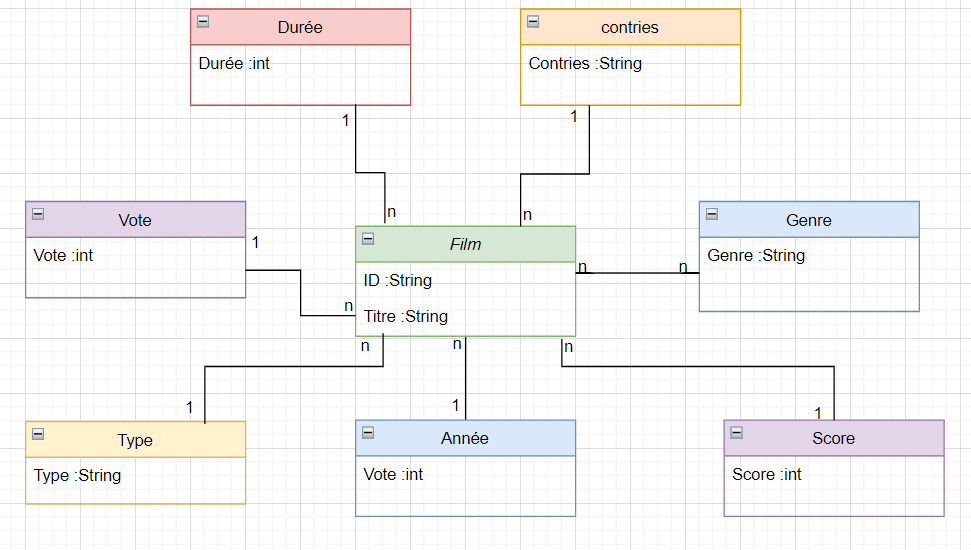 Durée
Durée :int
contries
Contries :String
1
1
n
n
Vote
Vote :int
1
n
Film
ID :String
Titre :String
n
n
Genre
Genre :String
n
n
n
1
1
1
Type
Type :String
Année
Vote :int
Score
Score :int